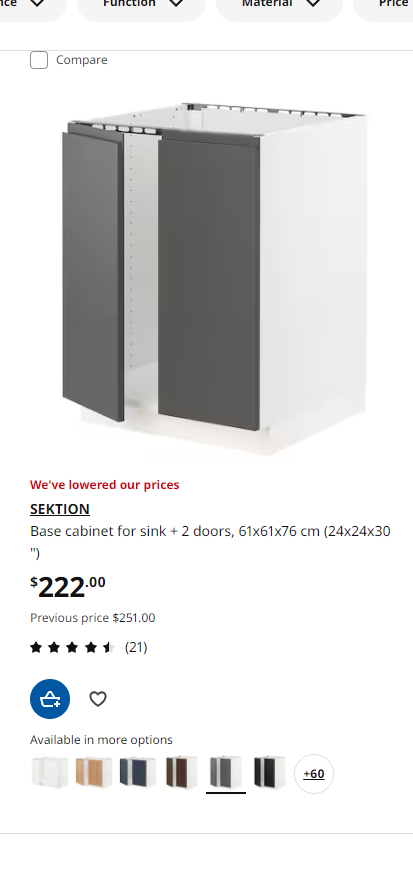 nce
Function
Material
Price
Compare
We've lowered our prices
SEKTION
Base cabinet for sink + 2 doors, 61x61x76 cm (24x24x30
")
$222.00
Previous price $251.00
(21)
Available in more options
+60